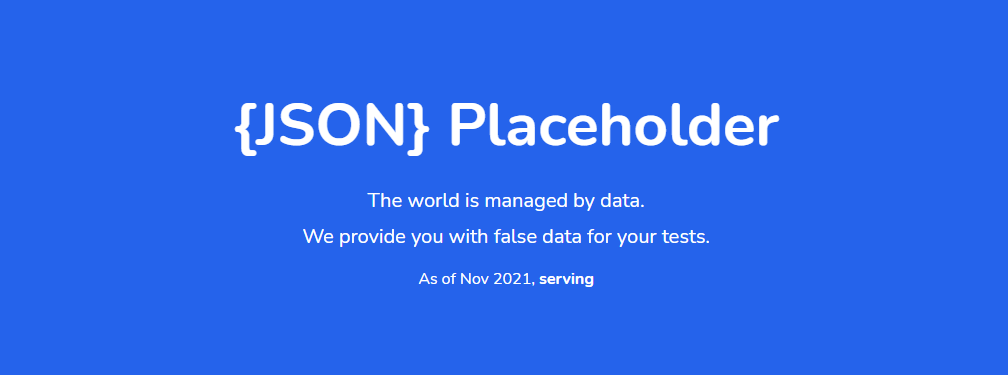 {JSON} Placeholder
The world is managed by data.
We provide you with false data for your tests.
As of Nov 2021, serving